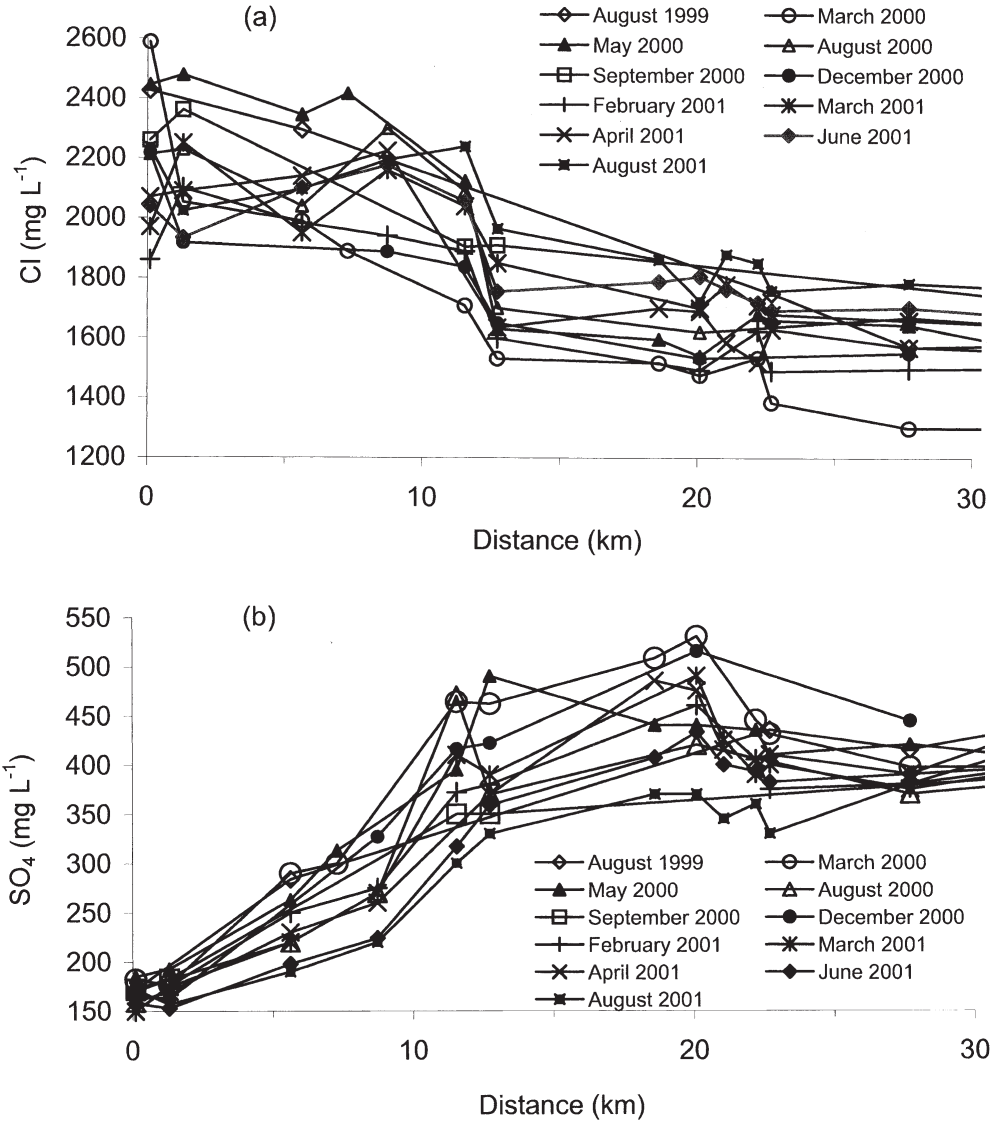 (a)
August 1999 March 2000
May 2000 August 2000
September 2000 December 2000
February 2001 March 2001
April 2001 June 2001
August 2001
2600
2400
2200
2000
1800
1600
1400
1200
Cl (mg L⁻¹)
0 10 20 30
Distance (km)
(b)
550
500
450
400
350
300
250
200
150
SO₄ (mg L⁻¹)
August 1999 March 2000
May 2000 August 2000
September 2000 December 2000
February 2001 March 2001
April 2001 June 2001
August 2001
0 10 20 30
Distance (km)